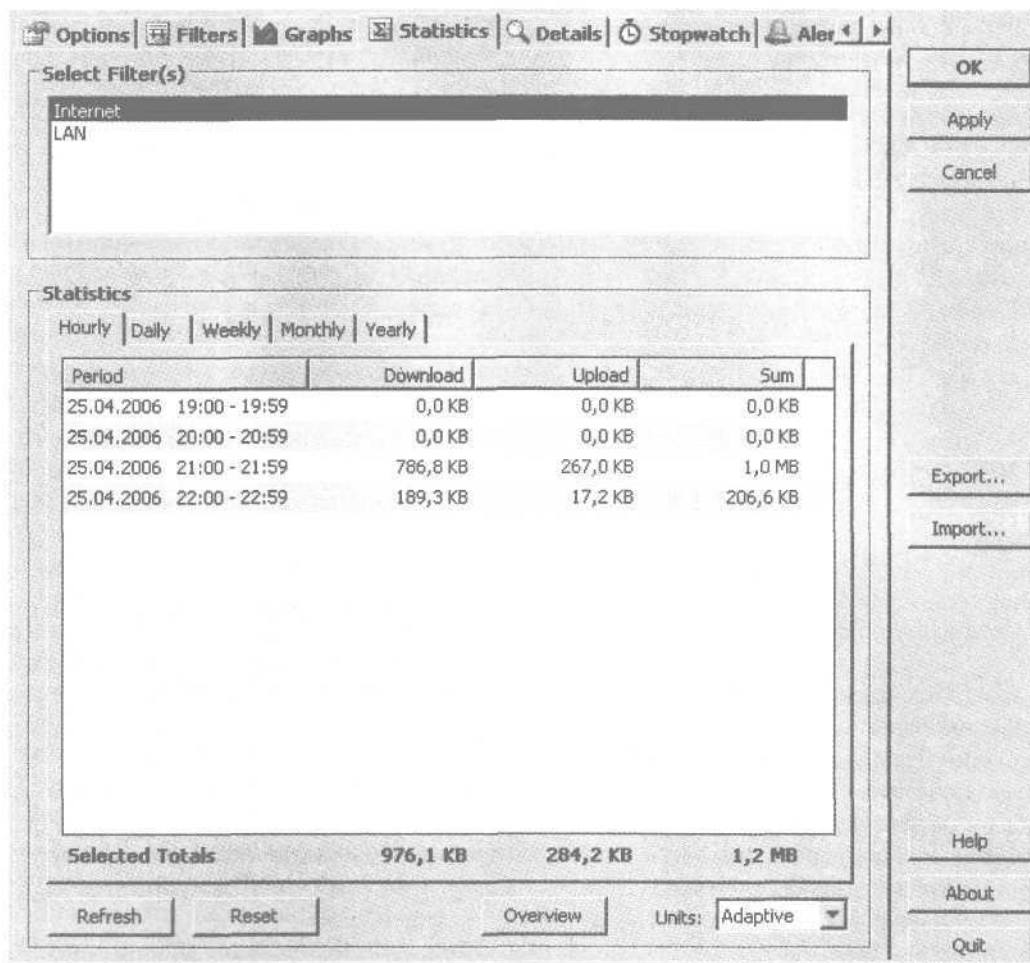 Options Filters Graphs Statistics Details Stopwatch Aler
Select Filter(s)
Internet
LAN
OK
Apply
Cancel
Statistics
Hourly Daily Weekly Monthly Yearly
Period Download Upload Sum
25.04.2006 19:00 - 19:59 0,0 KB 0,0 KB 0,0 KB
25.04.2006 20:00 - 20:59 0,0 KB 0,0 KB 0,0 KB
25.04.2006 21:00 - 21:59 786,8 KB 267,0 KB 1,0 MB
25.04.2006 22:00 - 22:59 189,3 KB 17,2 KB 206,6 KB
Export...
Import...
Selected Totals 976,1 KB 284,2 KB 1,2 MB
Refresh Reset Overview Units: Adaptive
Help
About
Quit